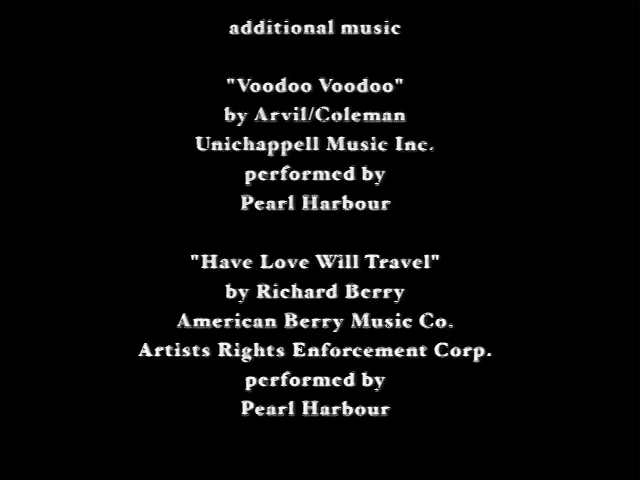 additional music
"Voodoo Voodoo"
by Arvil/Coleman
Unichappell Music Inc.
performed by
Pearl Harbour
"Have Love Will Travel"
by Richard Berry
American Berry Music Co.
Artists Rights Enforcement Corp.
performed by
Pearl Harbour